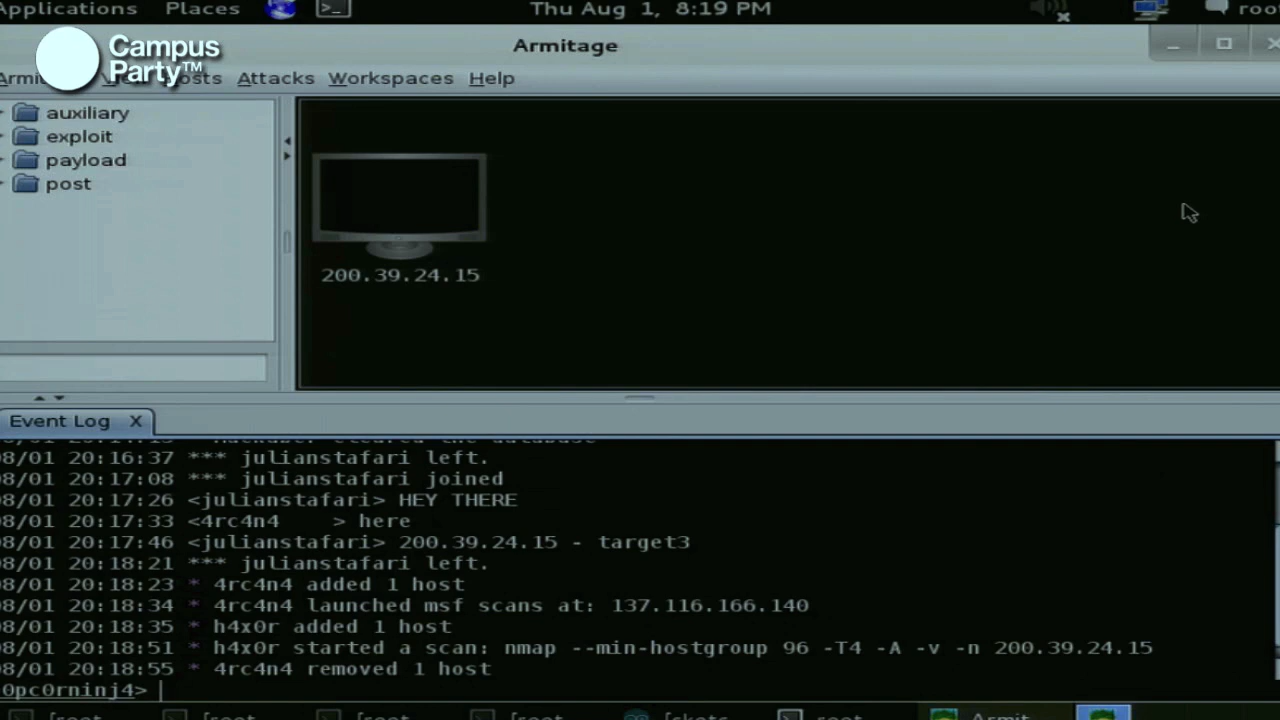 Applications Places Thu Aug 1, 8:19 PM
Armitage
Campus
Party™
Attacks Workspaces Help
auxiliary
exploit
payload
post
200.39.24.15
Event Log X
08/01 20:16:37 *** julianstafari left.
08/01 20:17:08 *** julianstafari joined
08/01 20:17:26 <julianstafari> HEY THERE
08/01 20:17:33 <4rc4n4    > here
08/01 20:17:46 <julianstafari> 200.39.24.15 - target3
08/01 20:18:21 *** julianstafari left.
08/01 20:18:23 * 4rc4n4 added 1 host
08/01 20:18:34 * 4rc4n4 launched msf scans at: 137.116.166.140
08/01 20:18:35 * h4x0r added 1 host
08/01 20:18:51 * h4x0r started a scan: nmap --min-hostgroup 96 -T4 -A -v -n 200.39.24.15
08/01 20:18:55 * 4rc4n4 removed 1 host
0pc0rninj4>